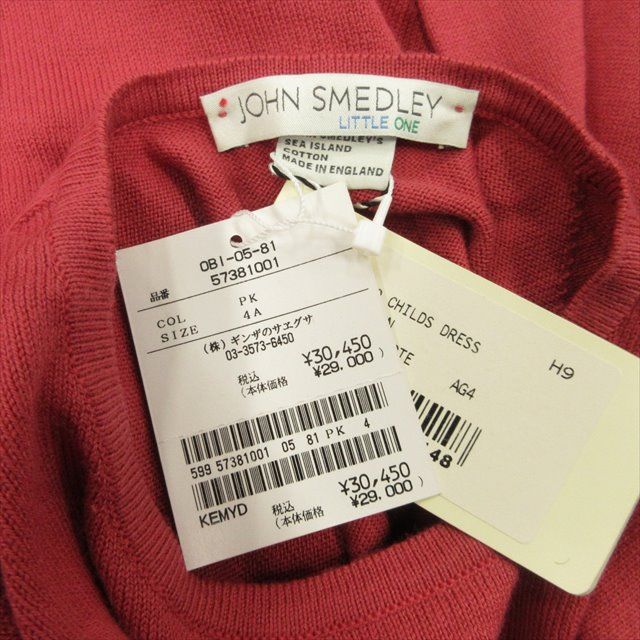 JOHN SMEDLEY
LITTLE ONE
SMEDLEY'S
SEA ISLAND
COTTON
MADE IN ENGLAND
品番
OBI-05-81
57381001
COL PK
SIZE 4A
(株) ギンザのサヱグサ
03-3573-6450
税込 ¥30,450
(本体価格 ¥29,000)
599 57381001 05 81 PK 4
KEMYD
税込 ¥30,450
(本体価格 ¥29,000)
CHILDS DRESS
H9
AG4
48